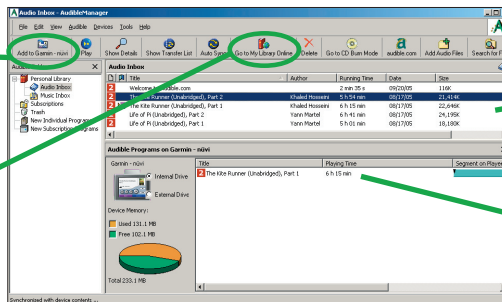 Audio Inbox - AudibleManager
File Edit View Audible Devices Tools Help
Add to Garmin - nüvi Play Show Details Show Transfer List Auto Sync Go to My Library Online Delete Go to CD Burn Mode audible.com Add Audio Files Search for F
Audio Inbox
Personal Library
Audio Inbox
Music Inbox
Subscriptions
Trash
New Individual Programs
New Subscription Programs
Title Author Running Time Date Size
2 Welcome to Audible.com 2 min 35 s 09/20/05 116K
The Kite Runner (Unabridged), Part 2 Khaled Hosseini 5 h 54 min 08/17/05 21,414K
2 The Kite Runner (Unabridged), Part 1 Khaled Hosseini 6 h 15 min 08/17/05 22,646K
2 Life of Pi (Unabridged), Part 2 Yann Martel 6 h 41 min 08/17/05 24,195K
2 Life of Pi (Unabridged), Part 1 Yann Martel 5 h 01 min 08/17/05 18,180K
Audible Programs on Garmin - nüvi
Garmin - nüvi
Internal Drive
External Drive
Device Memory:
Used 131.1 MB
Free 102.1 MB
Total 233.1 MB
Title Playing Time Segment on Player
2 The Kite Runner (Unabridged), Part 1 6 h 15 min
Synchronized with device contents ...